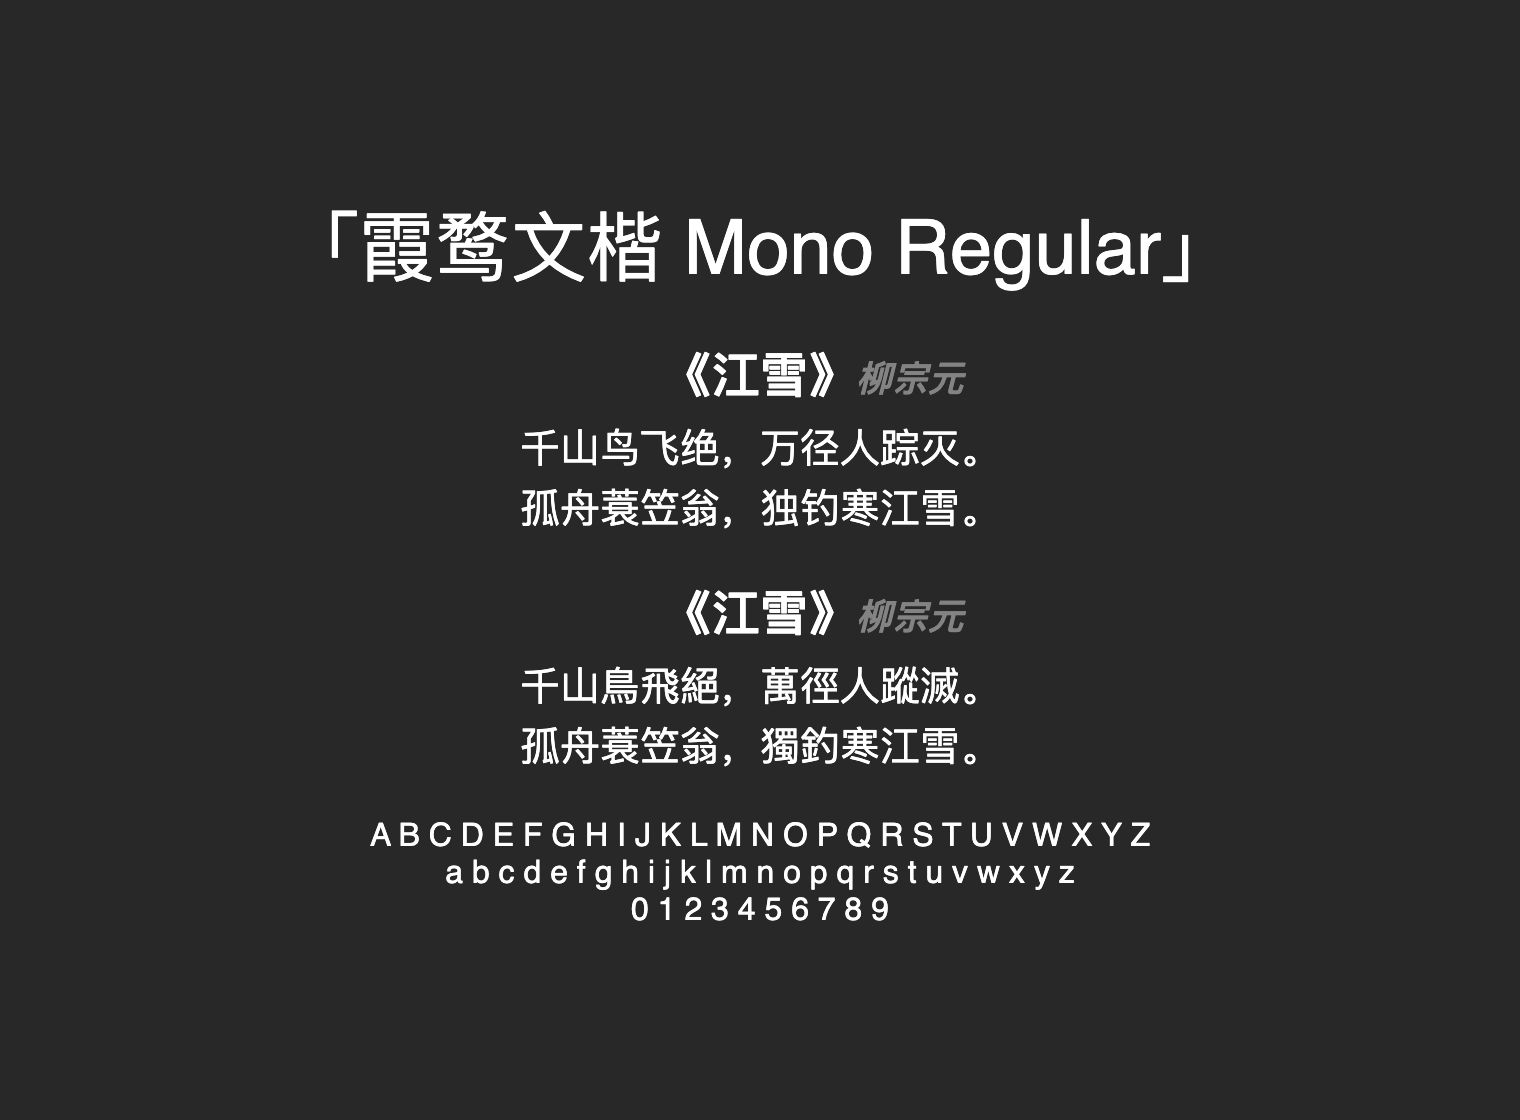 「霞鹜文楷 Mono Regular」
《江雪》 柳宗元
千山鸟飞绝，万径人踪灭。
孤舟蓑笠翁，独钓寒江雪。
《江雪》 柳宗元
千山鳥飛絕，萬徑人蹤滅。
孤舟蓑笠翁，獨釣寒江雪。
A B C D E F G H I J K L M N O P Q R S T U V W X Y Z
a b c d e f g h i j k l m n o p q r s t u v w x y z
0 1 2 3 4 5 6 7 8 9